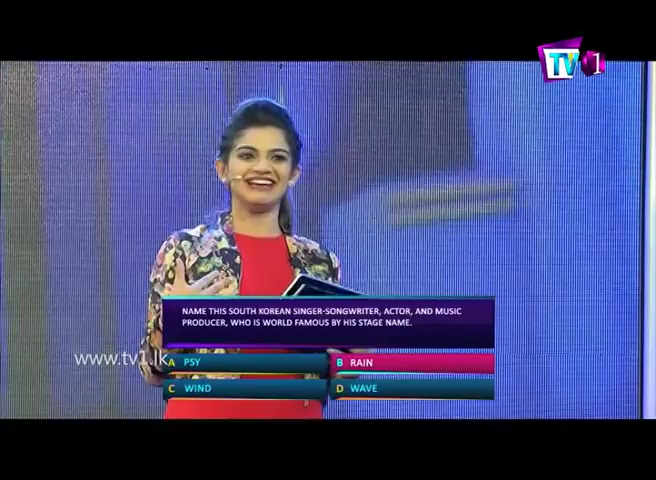 TV1
NAME THIS SOUTH KOREAN SINGER-SONGWRITER, ACTOR, AND MUSIC
PRODUCER, WHO IS WORLD FAMOUS BY HIS STAGE NAME.
www.tv1.lk
A PSY
B RAIN
C WIND
D WAVE